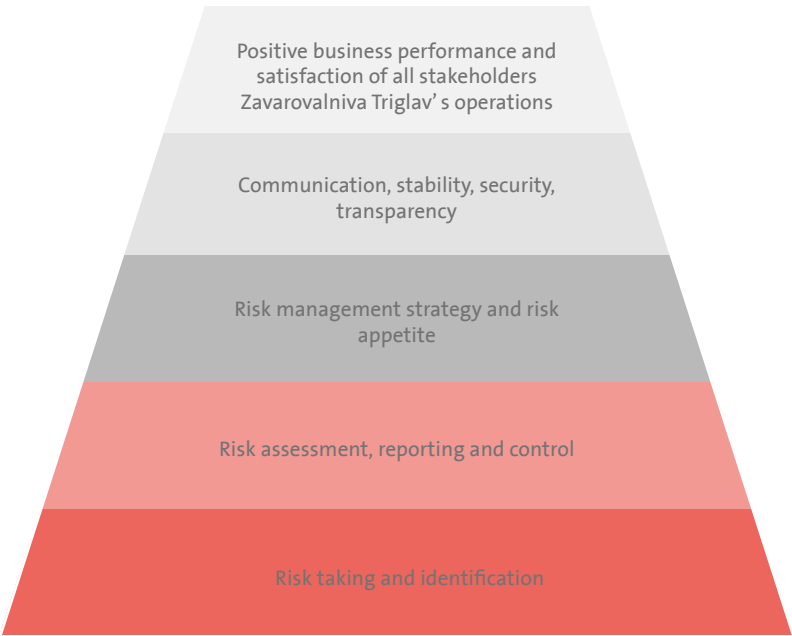 Positive business performance and
satisfaction of all stakeholders
Zavarovalniva Triglav’ s operations
Communication, stability, security,
transparency
Risk management strategy and risk
appetite
Risk assessment, reporting and control
Risk taking and identification